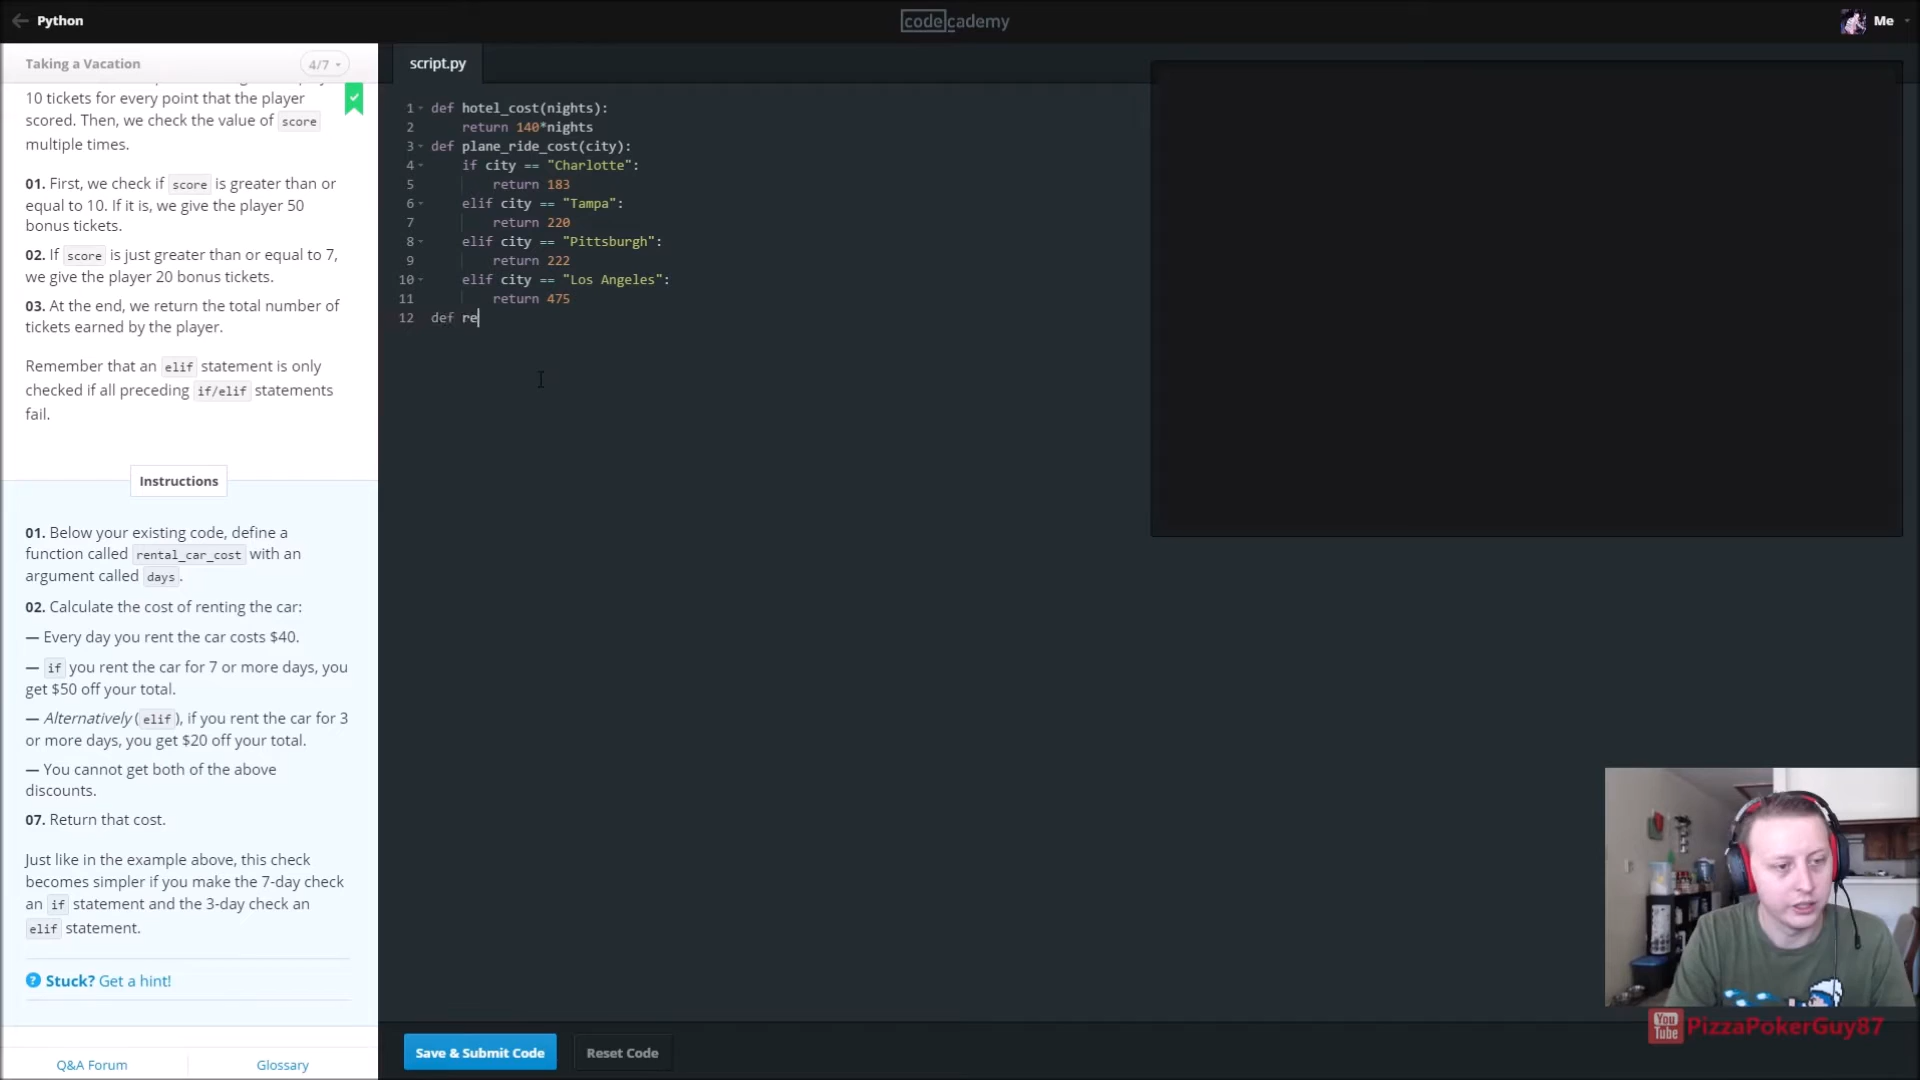 Python
codecademy
Me
Taking a Vacation
4/7
script.py
10 tickets for every point that the player
scored. Then, we check the value of score
multiple times.
01. First, we check if score is greater than or
equal to 10. If it is, we give the player 50
bonus tickets.
02. If score is just greater than or equal to 7,
we give the player 20 bonus tickets.
03. At the end, we return the total number of
tickets earned by the player.
Remember that an elif statement is only
checked if all preceding if/elif statements
fail.
Instructions
01. Below your existing code, define a
function called rental_car_cost with an
argument called days.
02. Calculate the cost of renting the car:
— Every day you rent the car costs $40.
— if you rent the car for 7 or more days, you
get $50 off your total.
— Alternatively (elif), if you rent the car for 3
or more days, you get $20 off your total.
— You cannot get both of the above
discounts.
07. Return that cost.
Just like in the example above, this check
becomes simpler if you make the 7-day check
an if statement and the 3-day check an
elif statement.
? Stuck? Get a hint!
Q&A Forum
Glossary
1 def hotel_cost(nights):
2 return 140*nights
3 def plane_ride_cost(city):
4 if city == "Charlotte":
5 return 183
6 elif city == "Tampa":
7 return 220
8 elif city == "Pittsburgh":
9 return 222
10 elif city == "Los Angeles":
11 return 475
12 def re
Save & Submit Code
Reset Code
You Tube PizzaPokerGuy87